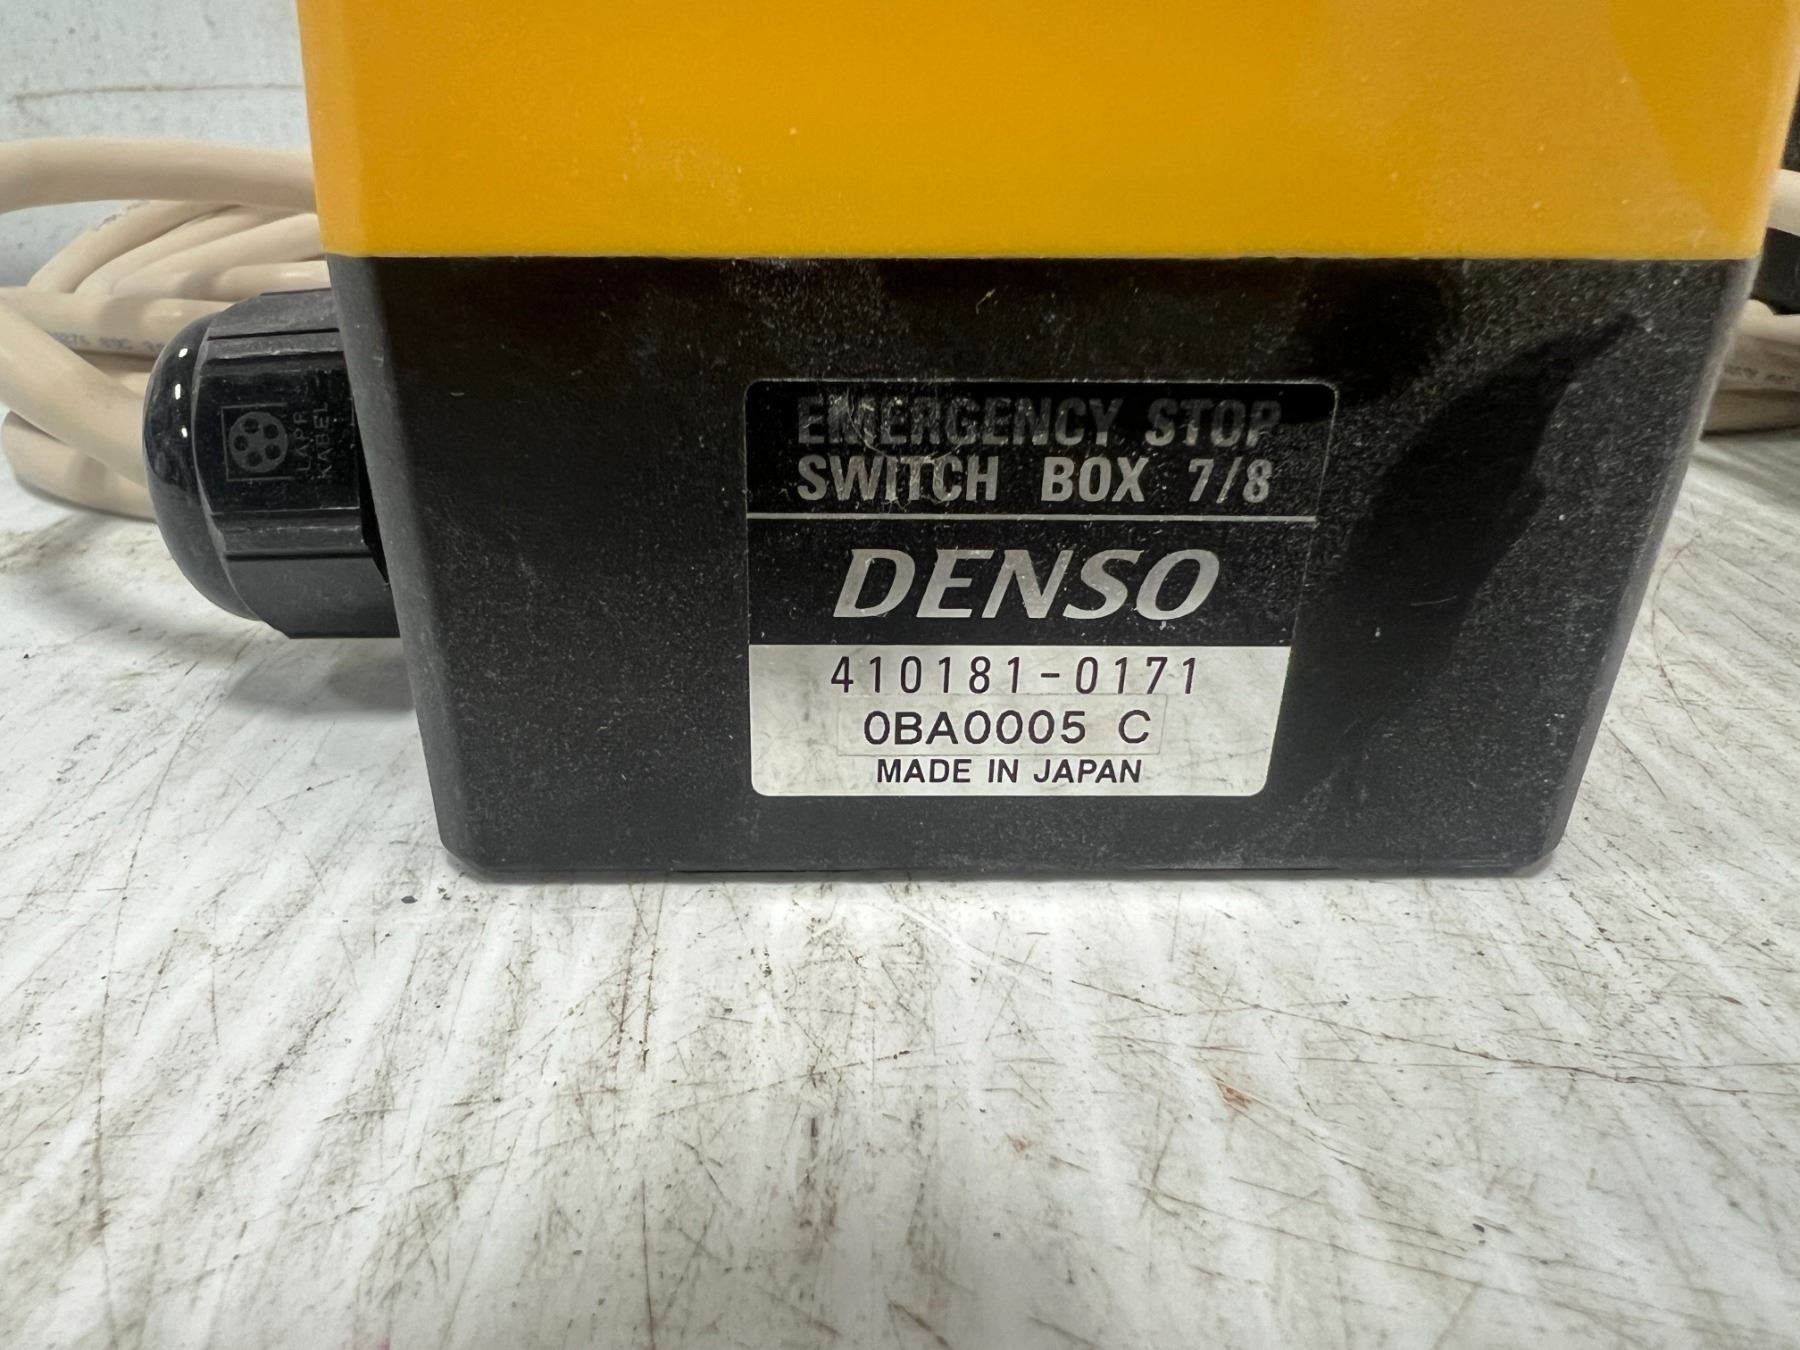 EMERGENCY STOP
SWITCH BOX 7/8
DENSO
410181-0171
0BA0005 C
MADE IN JAPAN
LAPP
KABEL